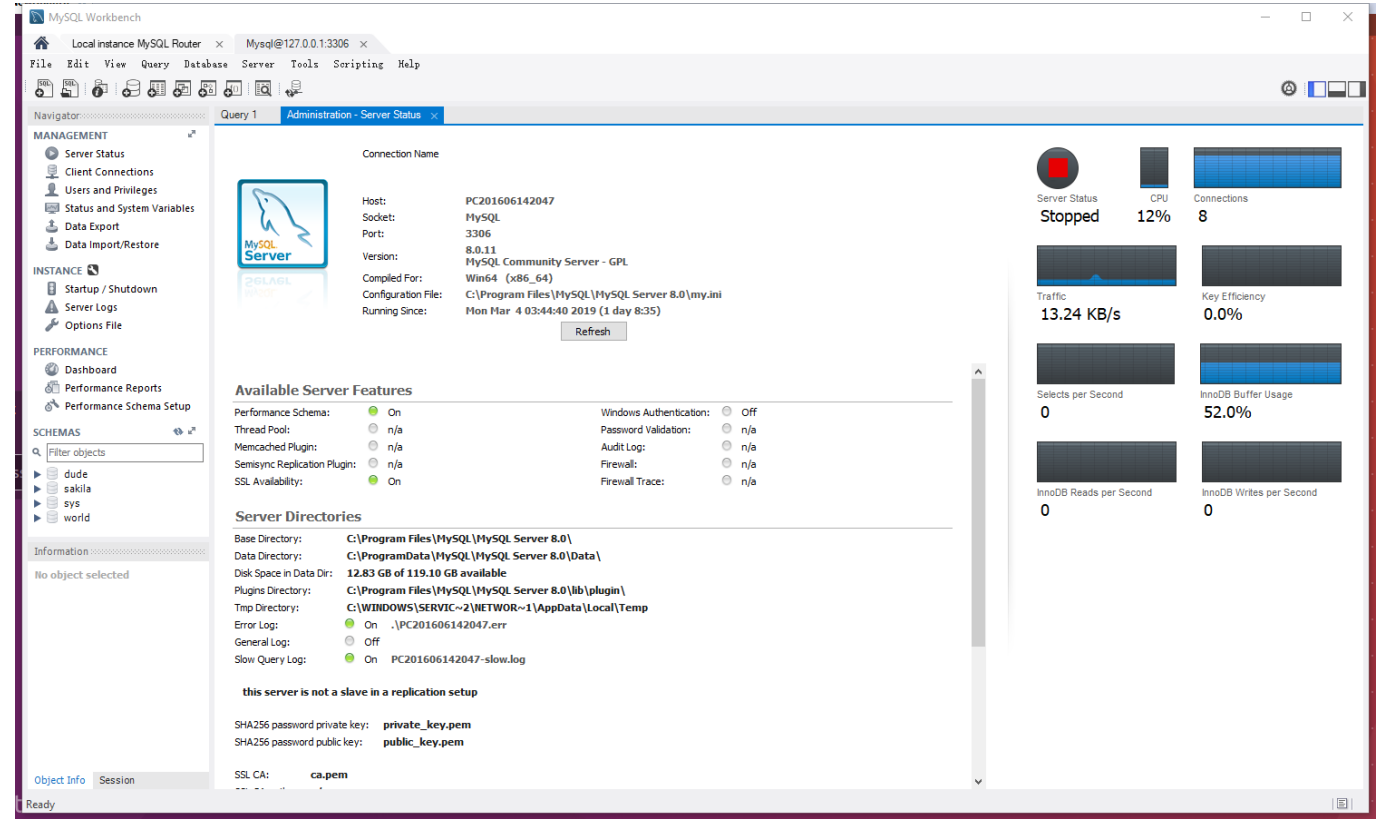 MySQL Workbench
Local instance MySQL Router × Mysql@127.0.0.1:3306 ×
File Edit View Query Database Server Tools Scripting Help
Navigator
Query 1 Administration - Server Status ×
MANAGEMENT
Server Status
Client Connections
Users and Privileges
Status and System Variables
Data Export
Data Import/Restore
INSTANCE
Startup / Shutdown
Server Logs
Options File
PERFORMANCE
Dashboard
Performance Reports
Performance Schema Setup
SCHEMAS
Filter objects
dude
sakila
sys
world
Information
No object selected
Object Info Session
Ready
Connection Name
MySQL
Server
Host: PC201606142047
Socket: MySQL
Port: 3306
Version: 8.0.11
MySQL Community Server - GPL
Compiled For: Win64 (x86_64)
Configuration File: C:\Program Files\MySQL\MySQL Server 8.0\my.ini
Running Since: Mon Mar 4 03:44:40 2019 (1 day 8:35)
Refresh
Available Server Features
Performance Schema: On Windows Authentication: Off
Thread Pool: n/a Password Validation: n/a
Memcached Plugin: n/a Audit Log: n/a
Semisync Replication Plugin: n/a Firewall: n/a
SSL Availability: On Firewall Trace: n/a
Server Directories
Base Directory: C:\Program Files\MySQL\MySQL Server 8.0\
Data Directory: C:\ProgramData\MySQL\MySQL Server 8.0\Data\
Disk Space in Data Dir: 12.83 GB of 119.10 GB available
Plugins Directory: C:\Program Files\MySQL\MySQL Server 8.0\lib\plugin\
Tmp Directory: C:\WINDOWS\SERVIC~2\NETWOR~1\AppData\Local\Temp
Error Log: On .\PC201606142047.err
General Log: Off
Slow Query Log: On PC201606142047-slow.log
this server is not a slave in a replication setup
SHA256 password private key: private_key.pem
SHA256 password public key: public_key.pem
SSL CA: ca.pem
Server Status CPU Connections
Stopped 12% 8
Traffic Key Efficiency
13.24 KB/s 0.0%
Selects per Second InnoDB Buffer Usage
0 52.0%
InnoDB Reads per Second InnoDB Writes per Second
0 0